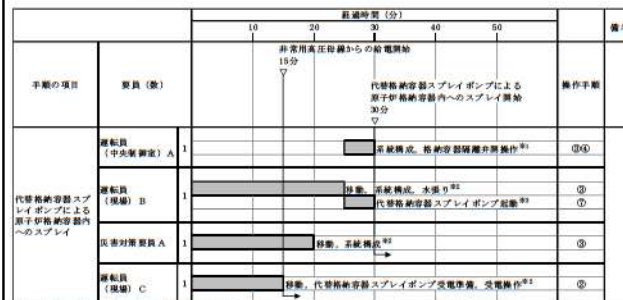 経過時間（分）
備考
10 20 30 40 50
手順の項目
要員（数）
操作手順
非常用高圧母線からの給電開始
15分
▽
代替格納容器スプレイポンプによる
原子炉格納容器内へのスプレイ開始
30分
▽
代替格納容器スプ
レイポンプによる
原子炉格納容器内
へのスプレイ
運転員
（中央制御室）A
1
系統構成，格納容器隔離弁開操作※1
③④
運転員
（現場）B
1
移動，系統構成，水張り※2
③
代替格納容器スプレイポンプ起動※3
⑦
災害対策要員A
1
移動，系統構成※2
③
運転員
（現場）C
1
移動，代替格納容器スプレイポンプ受電準備，受電操作※2
②